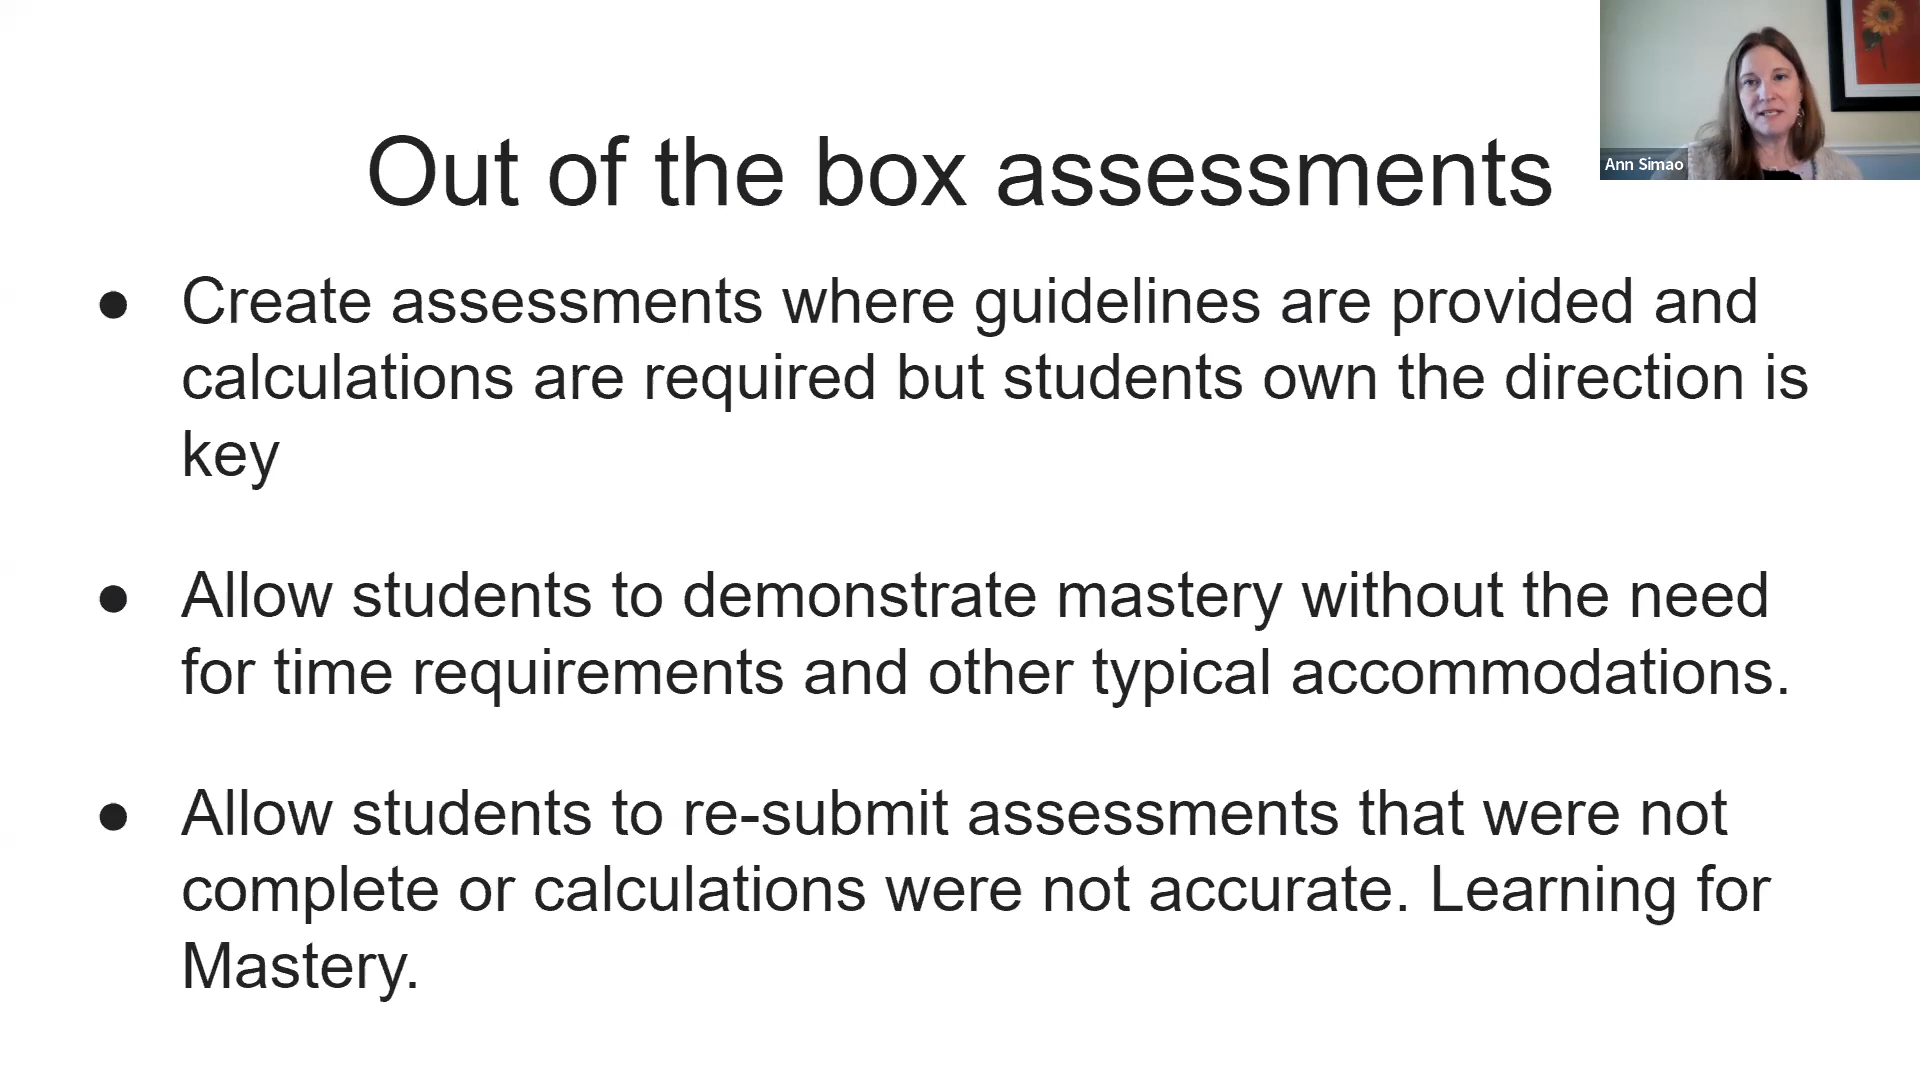 Out of the box assessments
Ann Simao
● Create assessments where guidelines are provided and
calculations are required but students own the direction is
key
● Allow students to demonstrate mastery without the need
for time requirements and other typical accommodations.
● Allow students to re-submit assessments that were not
complete or calculations were not accurate. Learning for
Mastery.